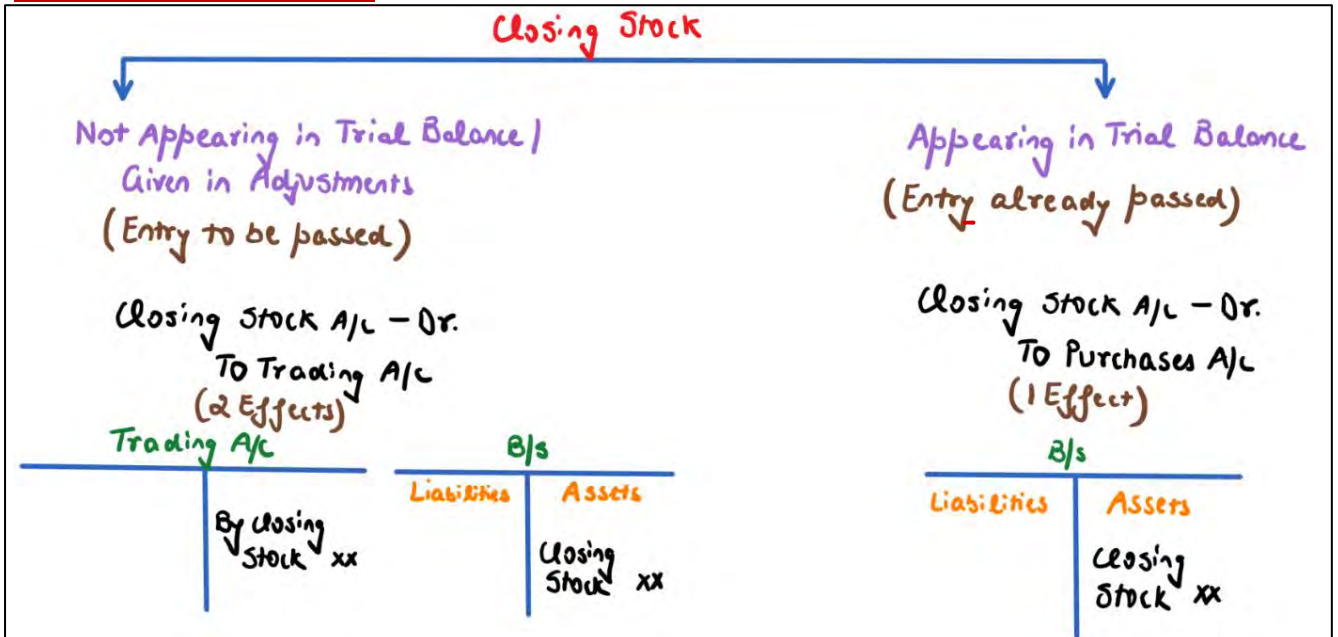 Closing Stock
Not Appearing in Trial Balance /
Given in Adjustments
(Entry to be passed)
Closing Stock A/c - Dr.
To Trading A/c
(2 Effects)
Trading A/c
By Closing
Stock xx
B/s
Liabilities Assets
Closing
Stock xx
Appearing in Trial Balance
(Entry already passed)
Closing Stock A/c - Dr.
To Purchases A/c
(1 Effect)
B/s
Liabilities Assets
Closing
Stock xx